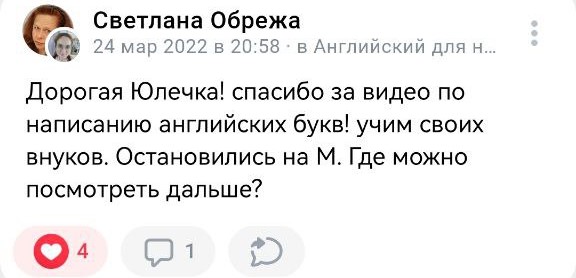 Светлана Обрежа
24 мар 2022 в 20:58 · в Английский для н...
Дорогая Юлечка! спасибо за видео по
написанию английских букв! учим своих
внуков. Остановились на М. Где можно
посмотреть дальше?
4 1